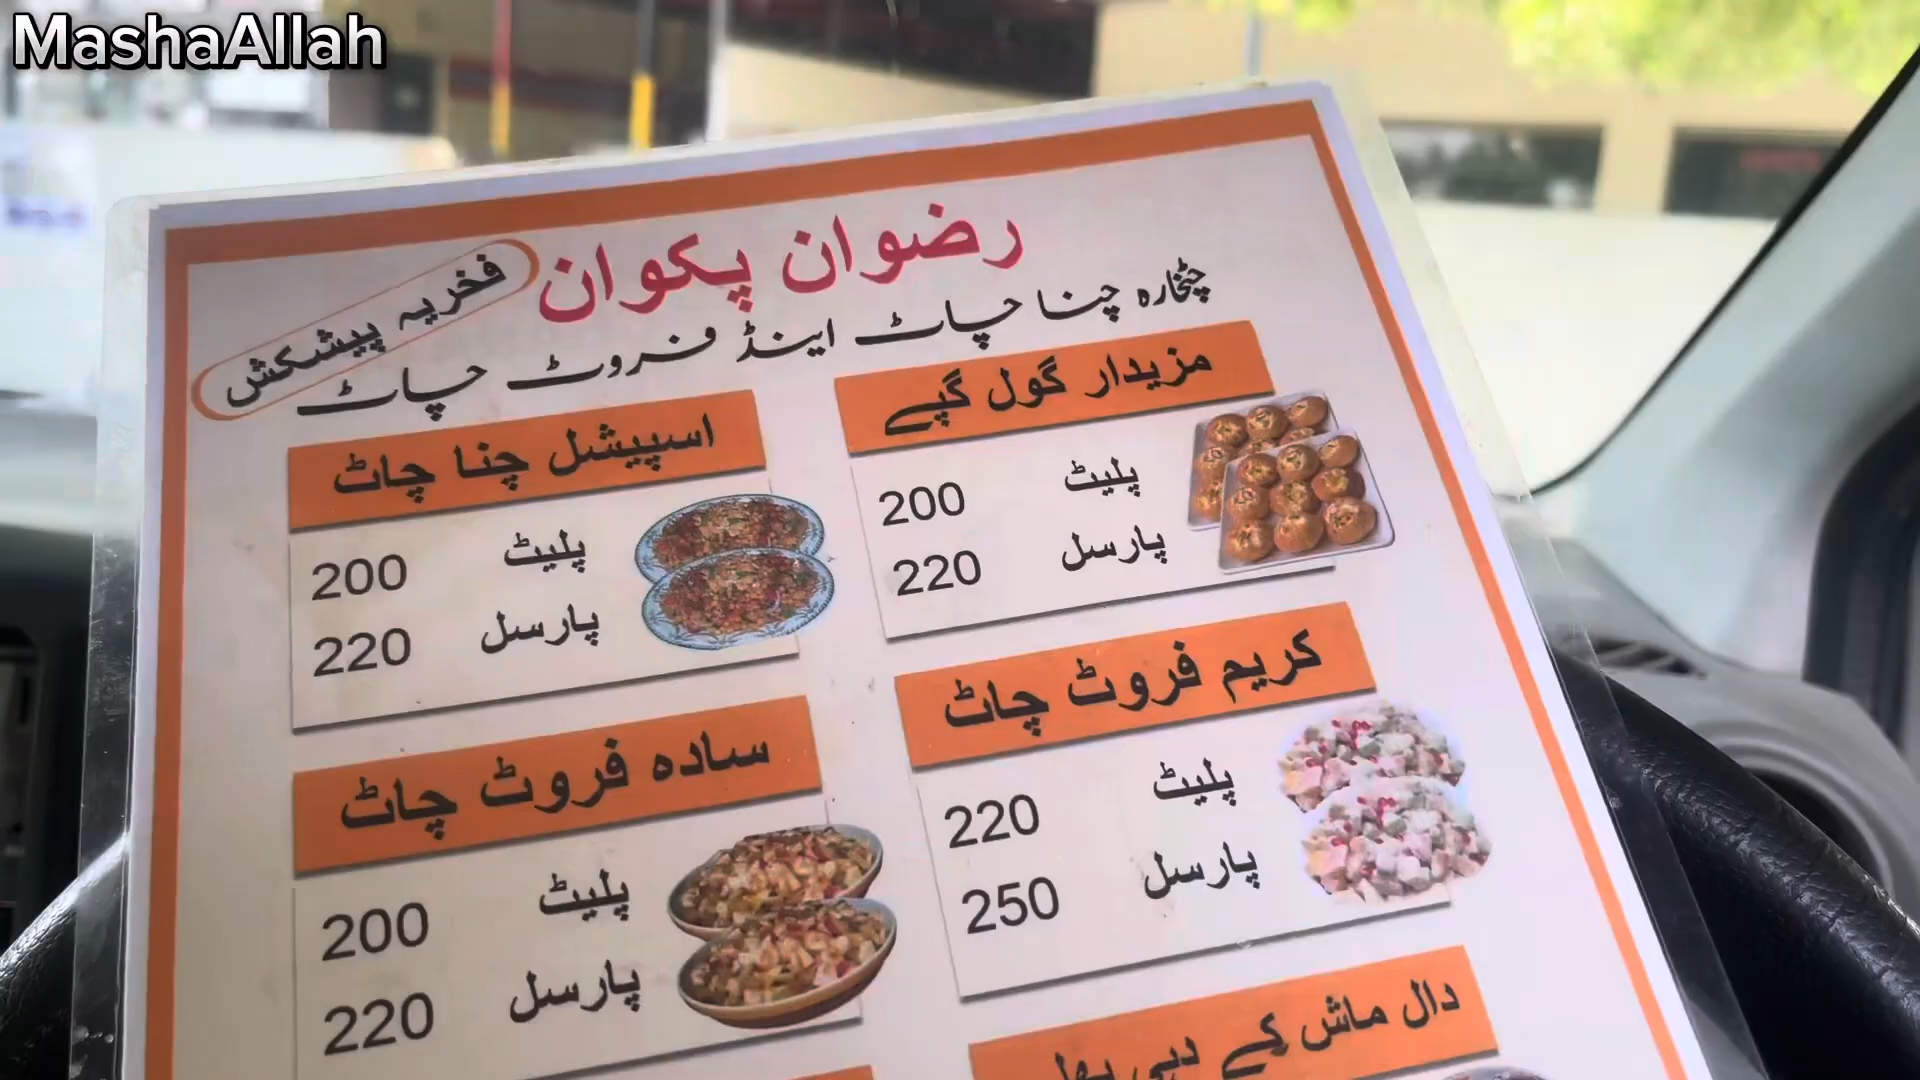 MashaAllah
رضوان پکوان
فخریہ پیشکش
چٹخارہ چنا چاٹ اینڈ فروٹ چاٹ
مزیدار گول گپے
پلیٹ 200
پارسل 220
اسپیشل چنا چاٹ
پلیٹ 200
پارسل 220
کریم فروٹ چاٹ
پلیٹ 220
پارسل 250
سادہ فروٹ چاٹ
پلیٹ 200
پارسل 220
دال ماش کے دہی